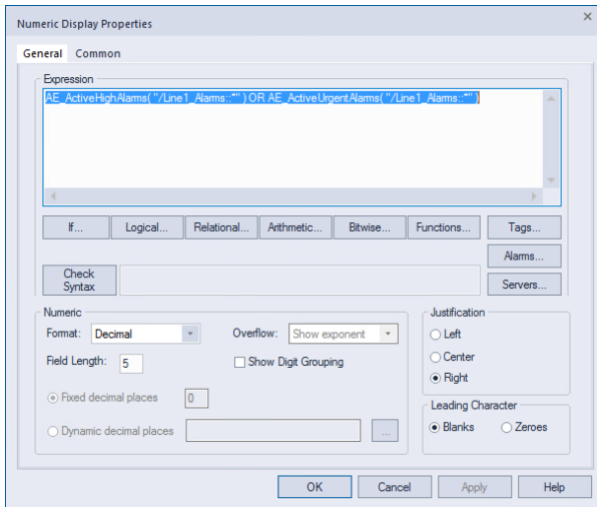 Numeric Display Properties
General Common
Expression
AE_ActiveHighAlarms( "/Line1_Alarms::*" ) OR AE_ActiveUrgentAlarms( "/Line1_Alarms::*" )
If... Logical... Relational... Arithmetic... Bitwise... Functions... Tags...
Alarms...
Check
Syntax
Servers...
Numeric
Justification
Format: Decimal Overflow: Show exponent
Left
Field Length: 5 Show Digit Grouping
Center
Right
Fixed decimal places 0
Leading Character
Dynamic decimal places ...
Blanks Zeroes
OK Cancel Apply Help